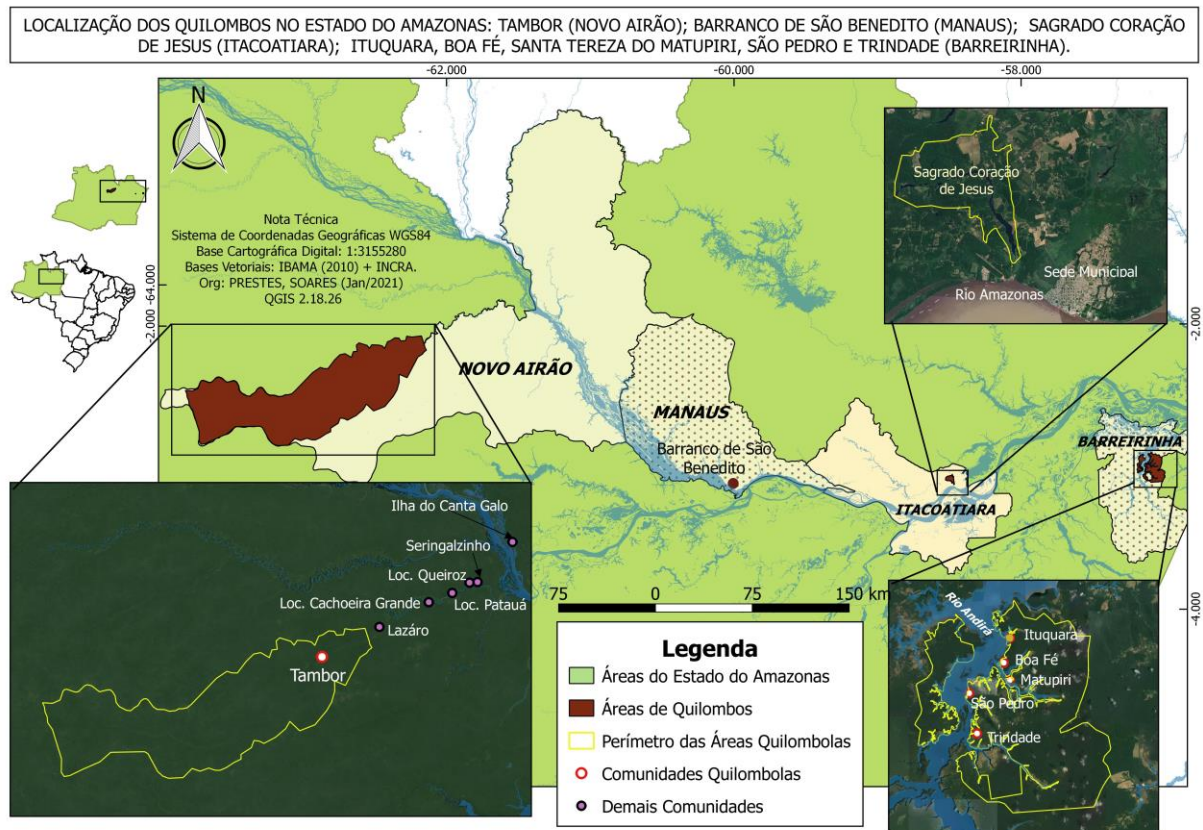 LOCALIZAÇÃO DOS QUILOMBOS NO ESTADO DO AMAZONAS: TAMBOR (NOVO AIRÃO); BARRANCO DE SÃO BENEDITO (MANAUS); SAGRADO CORAÇÃO
DE JESUS (ITACOATIARA); ITUQUARA, BOA FÉ, SANTA TEREZA DO MATUPIRI, SÃO PEDRO E TRINDADE (BARREIRINHA).
-62.000
-60.000
-58.000
N
Nota Técnica
Sistema de Coordenadas Geográficas WGS84
Base Cartográfica Digital: 1:3155280
Bases Vetoriais: IBAMA (2010) + INCRA.
Org: PRESTES, SOARES (Jan/2021)
QGIS 2.18.26
-64.000
-2.000
Sagrado Coração
de Jesus
Sede Municipal
Rio Amazonas
-2.000
NOVO AIRÃO
MANAUS
Barranco de São
Benedito
ITACOATIARA
BARREIRINHA
Ilha do Canta Galo
Seringalzinho
Loc. Queiroz
Loc. Cachoeira Grande
Loc. Patauá
Lazáro
Tambor
75
0
75
150 km
-4.000
Legenda
Áreas do Estado do Amazonas
Áreas de Quilombos
Perímetro das Áreas Quilombolas
Comunidades Quilombolas
Demais Comunidades
Rio Andirá
Ituquara
Boa Fé
Matupiri
São Pedro
Trindade